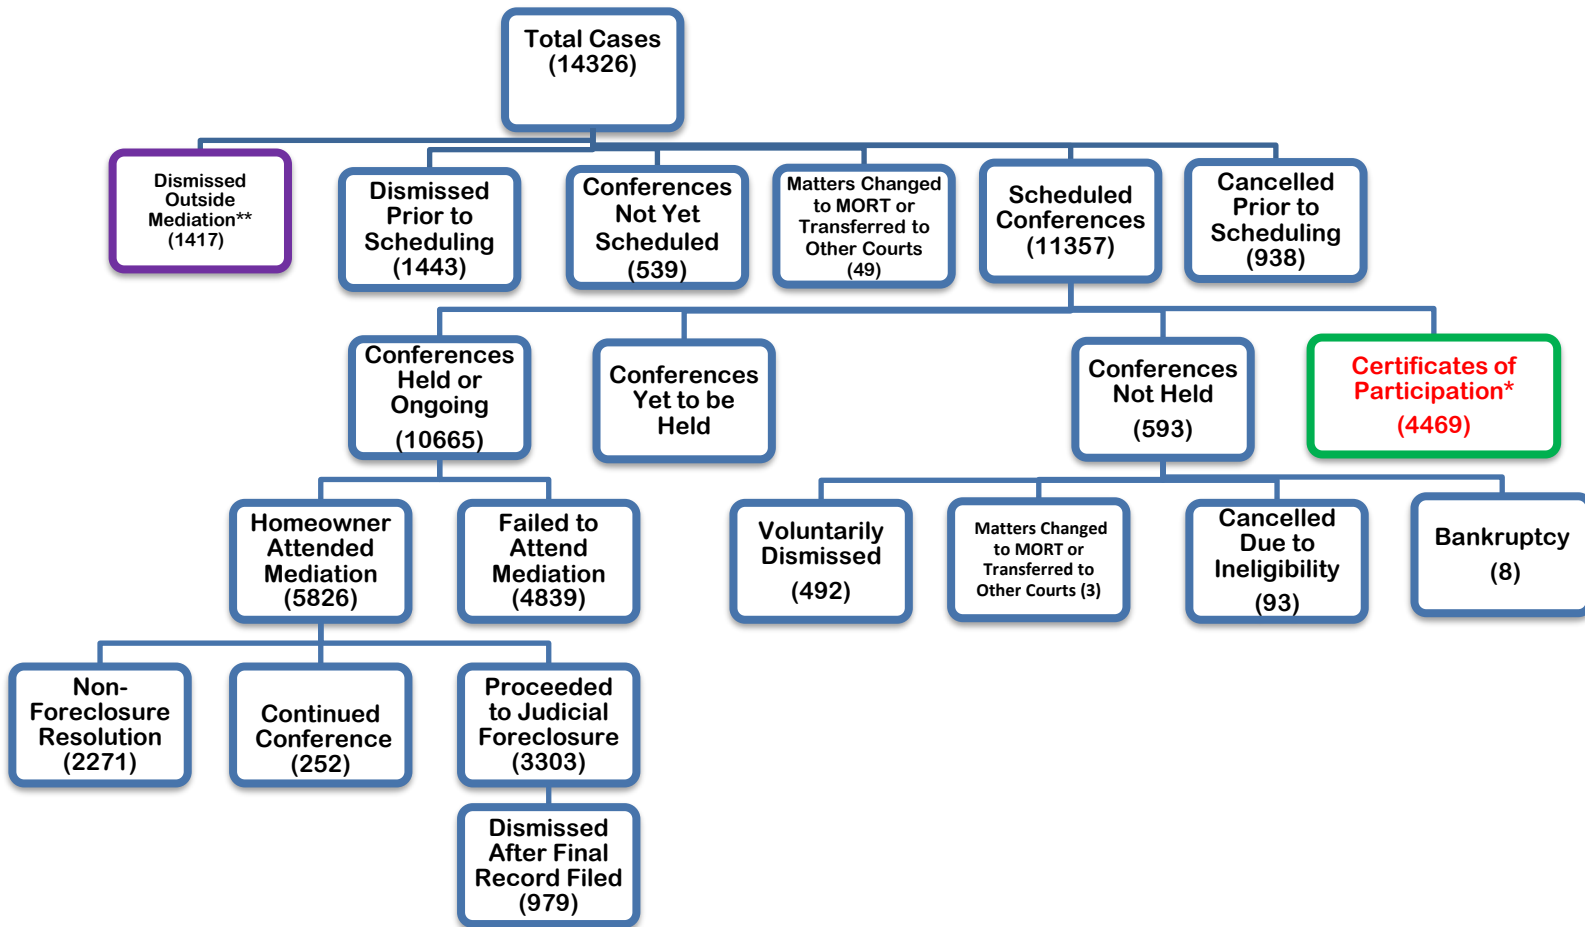 Total Cases
(14326)
Dismissed
Outside
Mediation**
(1417)
Dismissed
Prior to
Scheduling
(1443)
Conferences
Not Yet
Scheduled
(539)
Matters Changed
to MORT or
Transferred to
Other Courts
(49)
Scheduled
Conferences
(11357)
Cancelled
Prior to
Scheduling
(938)
Conferences
Held or
Ongoing
(10665)
Conferences
Yet to be
Held
Conferences
Not Held
(593)
Certificates of
Participation*
(4469)
Homeowner
Attended
Mediation
(5826)
Failed to
Attend
Mediation
(4839)
Voluntarily
Dismissed
(492)
Matters Changed
to MORT or
Transferred to
Other Courts (3)
Cancelled
Due to
Ineligibility
(93)
Bankruptcy
(8)
Non-
Foreclosure
Resolution
(2271)
Continued
Conference
(252)
Proceeded
to Judicial
Foreclosure
(3303)
Dismissed
After Final
Record Filed
(979)